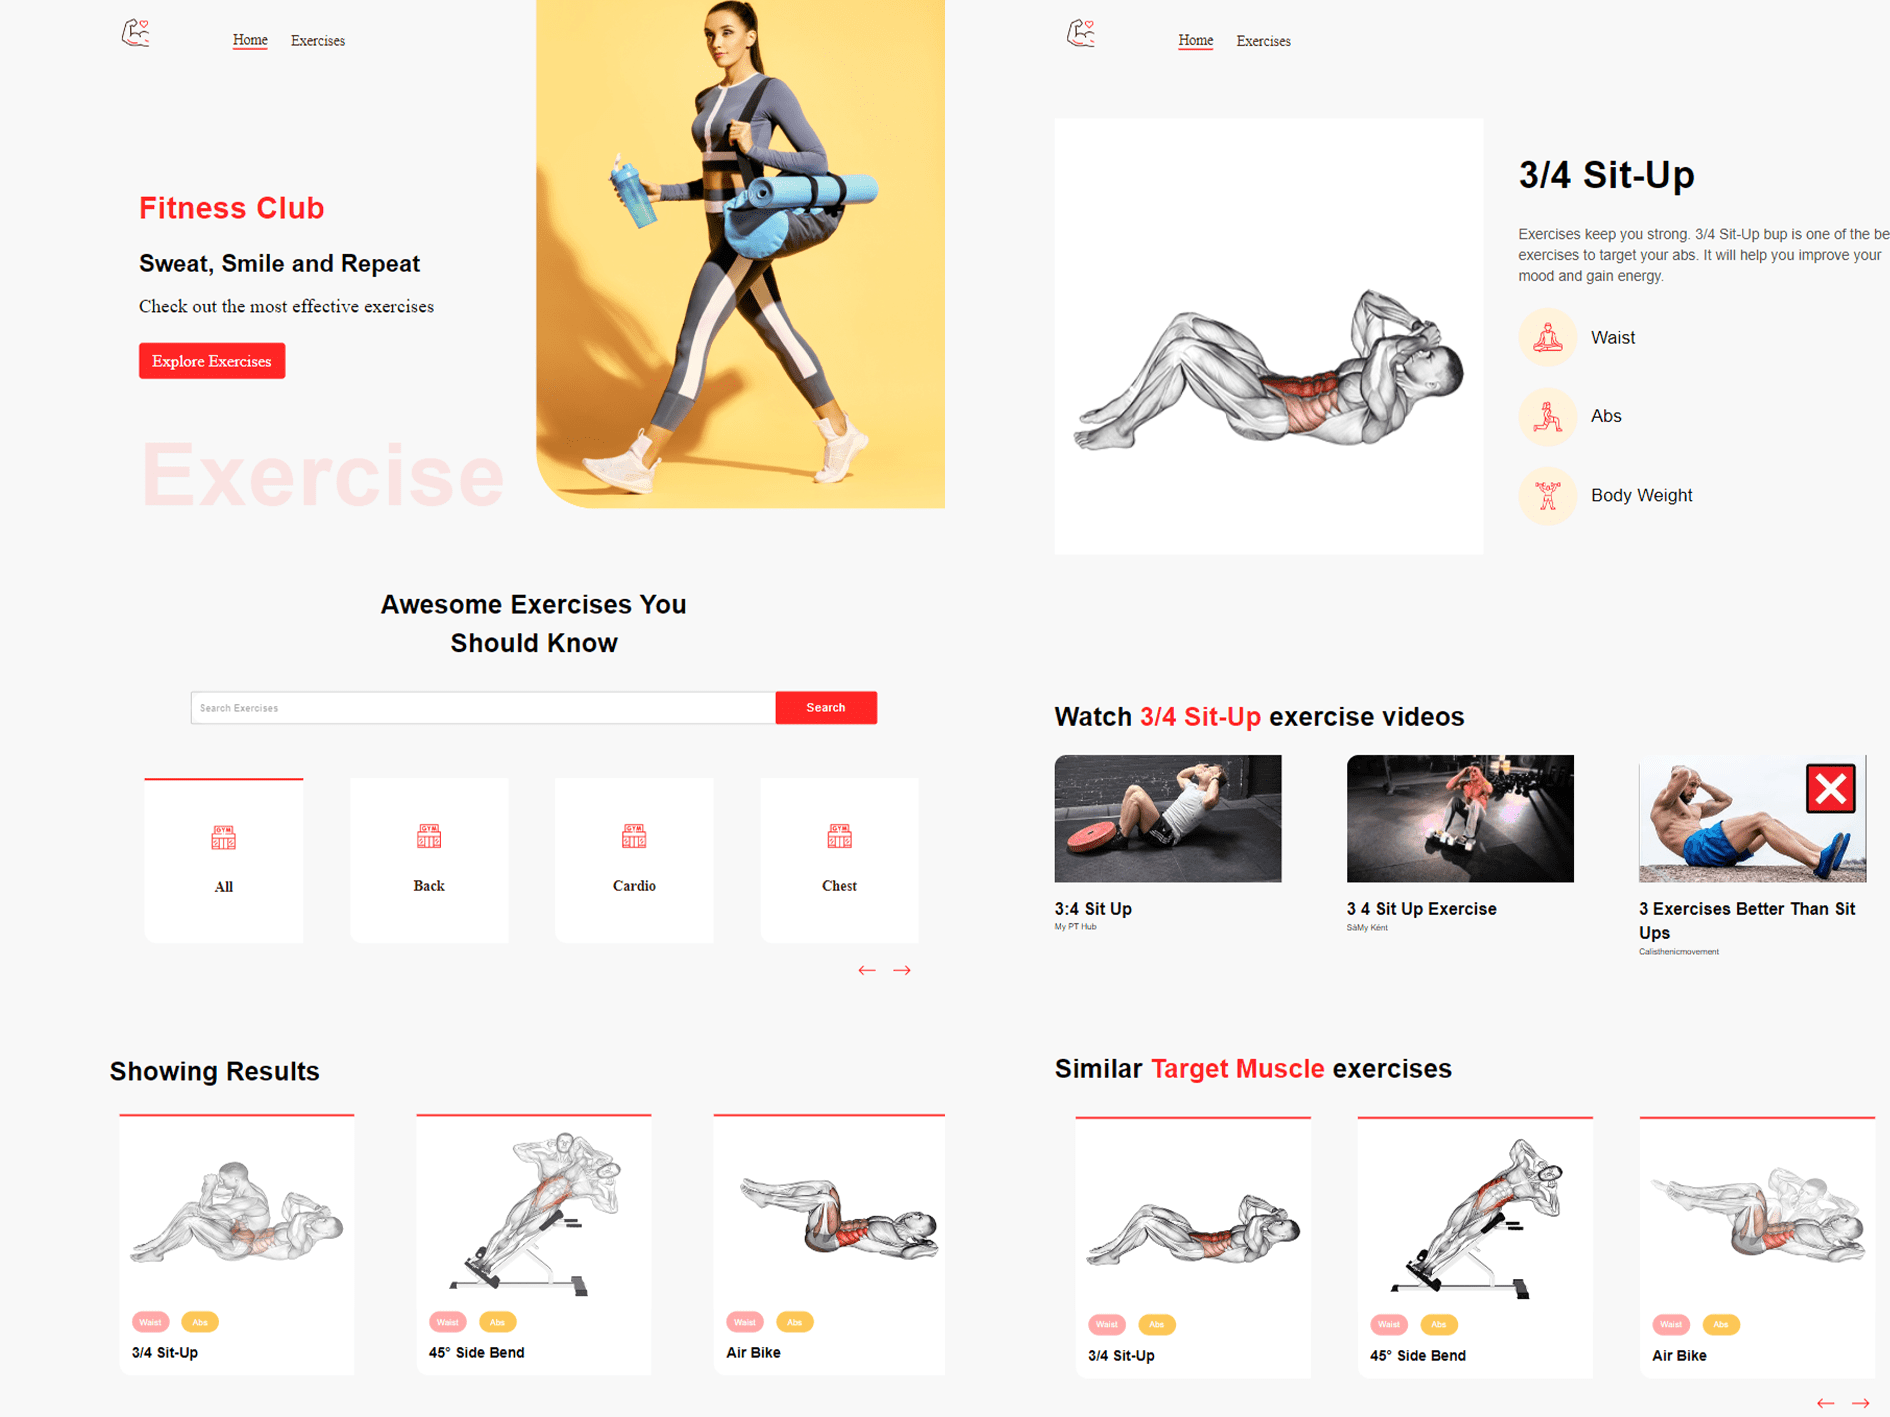 Home Exercises
Fitness Club
Sweat, Smile and Repeat
Check out the most effective exercises
Explore Exercises
Exercise
Awesome Exercises You
Should Know
Search Exercises
Search
GYM GYM GYM GYM
All Back Cardio Chest
Showing Results
Waist Abs
3/4 Sit-Up
Waist Abs
45° Side Bend
Waist Abs
Air Bike
Home Exercises
3/4 Sit-Up
Exercises keep you strong. 3/4 Sit-Up bup is one of the be
exercises to target your abs. It will help you improve your
mood and gain energy.
Waist
Abs
Body Weight
Watch 3/4 Sit-Up exercise videos
3:4 Sit Up
My PT Hub
3 4 Sit Up Exercise
SàMy Ként
3 Exercises Better Than Sit
Ups
Calisthenicmovement
Similar Target Muscle exercises
Waist Abs
3/4 Sit-Up
Waist Abs
45° Side Bend
Waist Abs
Air Bike